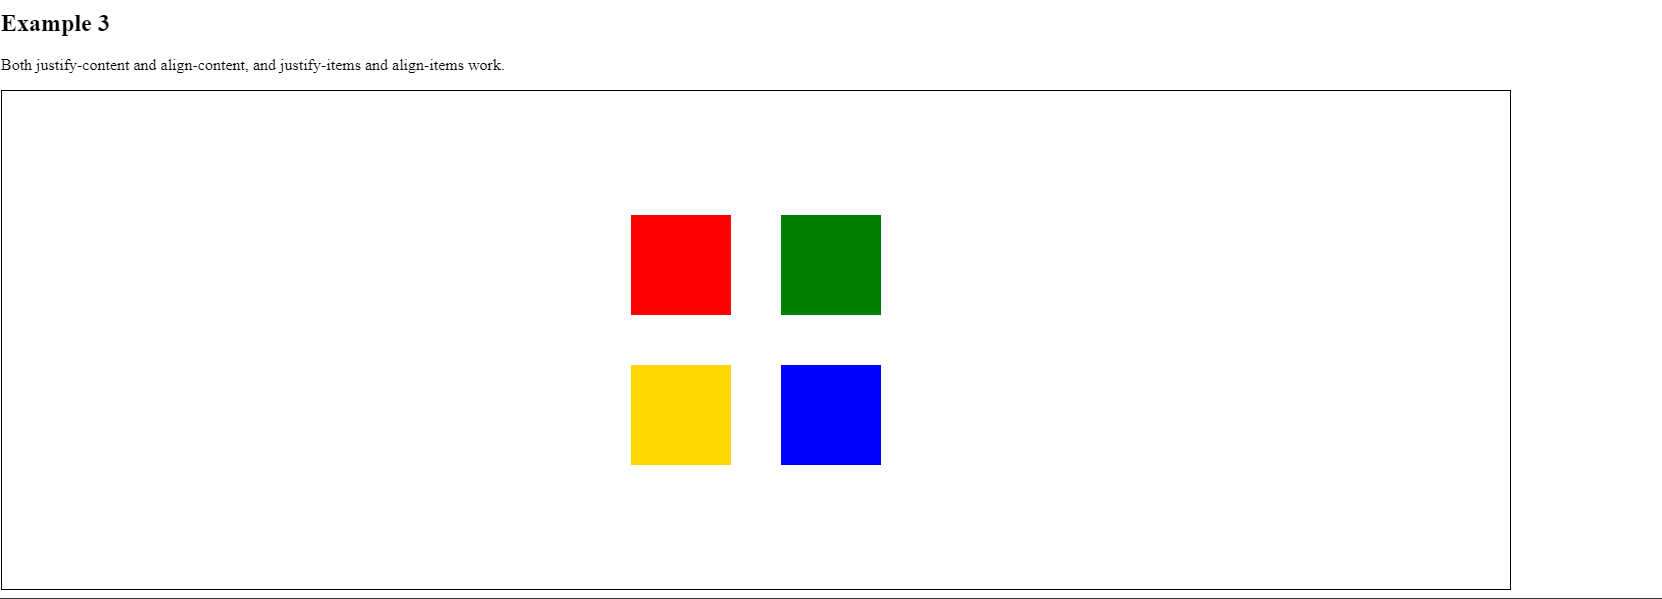 Example 3
Both justify-content and align-content, and justify-items and align-items work.